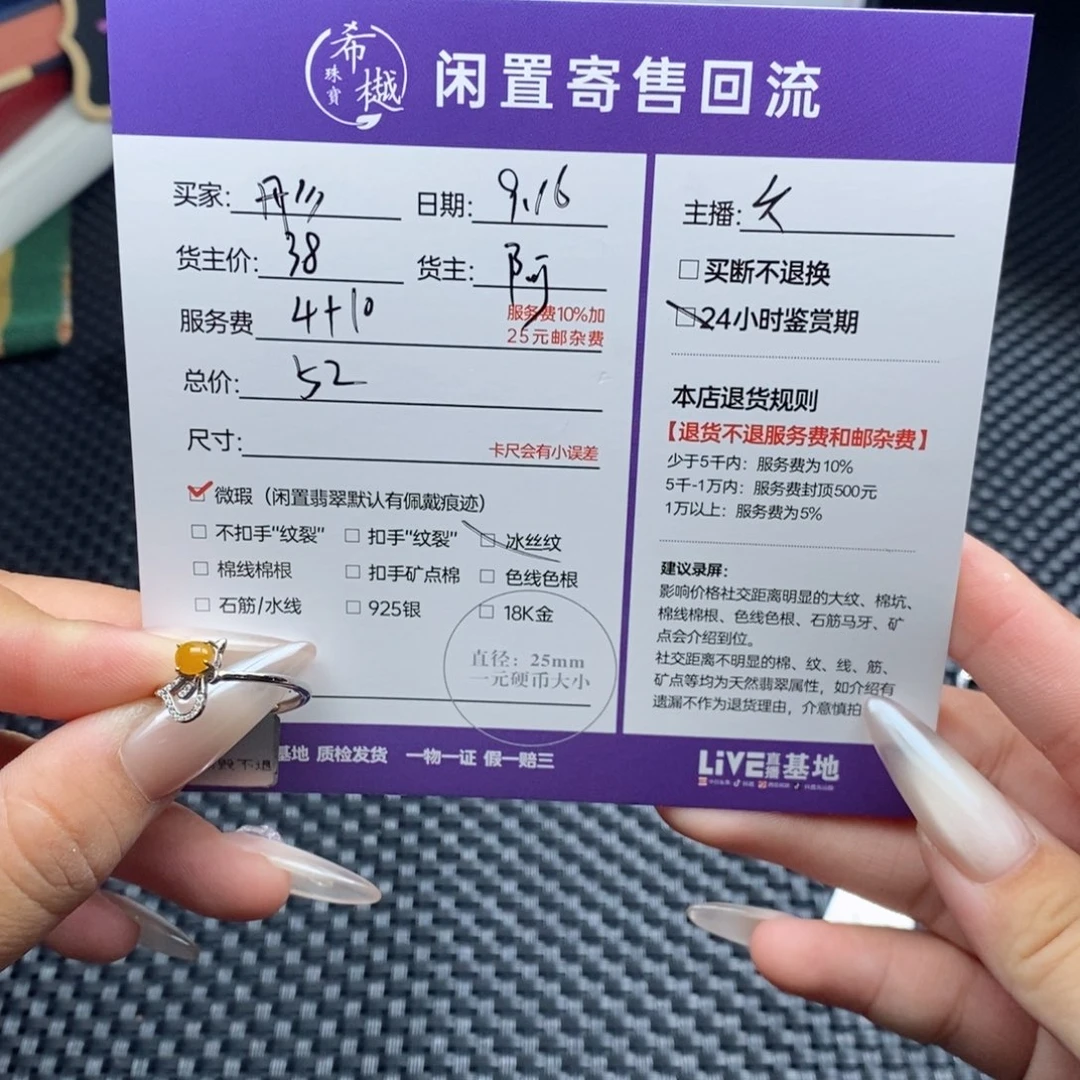 希樾
珠寶
闲置寄售回流
买家: 丹
日期: 9.16
货主价: 38
货主: 阿
服务费 4+10
服务费10%加
25元邮杂费
总价: 52
尺寸:
卡尺会有小误差
微瑕（闲置翡翠默认有佩戴痕迹）
不扣手"纹裂" 扣手"纹裂" 冰丝纹
棉线棉根 扣手矿点棉 色线色根
石筋/水线 925银 18K金
直径：25mm
一元硬币大小
基地 质检发货 一物一证 假一赔三
毁不退
主播:
买断不退换
24小时鉴赏期
本店退货规则
【退货不退服务费和邮杂费】
少于5千内：服务费为10%
5千-1万内：服务费封顶500元
1万以上：服务费为5%
建议录屏：
影响价格社交距离明显的大纹、棉坑、
棉线棉根、色线色根、石筋马牙、矿
点会介绍到位。
社交距离不明显的棉、纹、线、筋、
矿点等均为天然翡翠属性，如介绍有
遗漏不作为退货理由，介意慎拍
LiVE直播基地